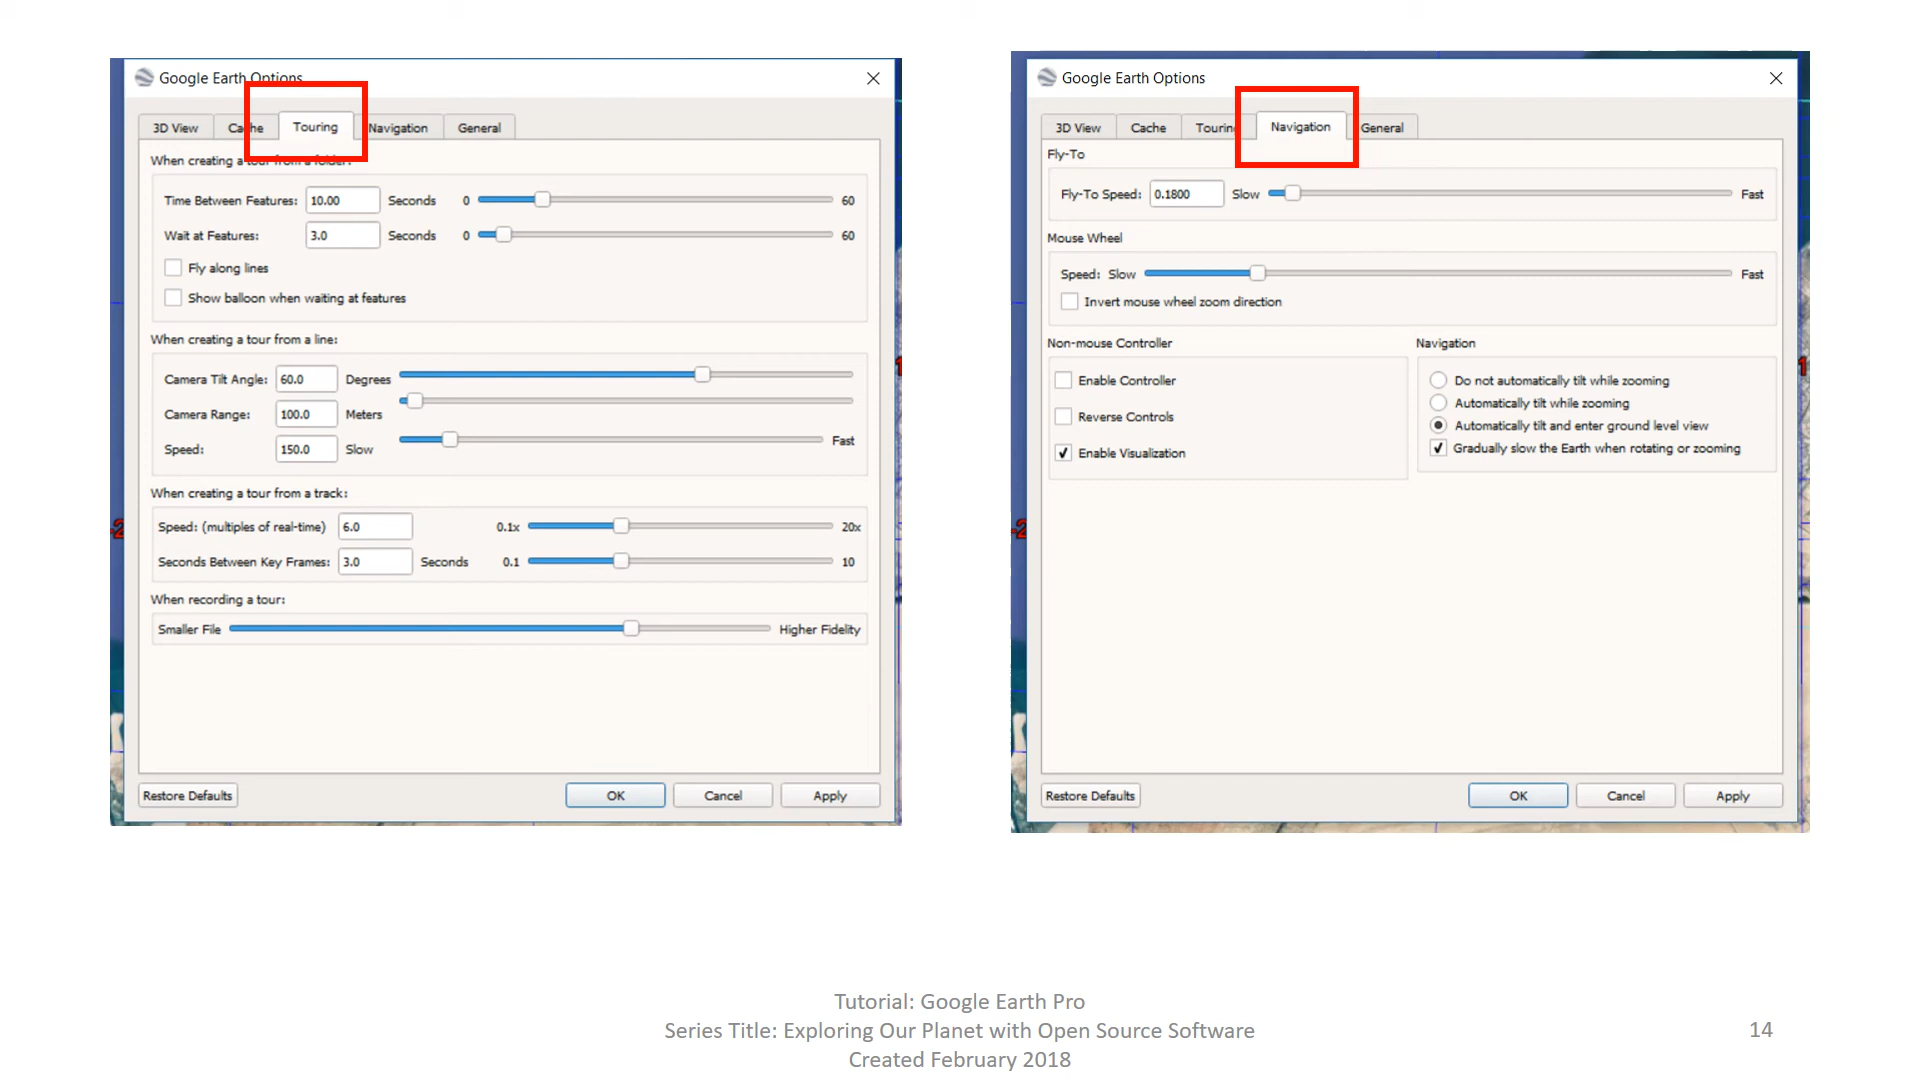 Google Earth Options
3D View Cache Touring Navigation General
When creating a tour from a folder:
Time Between Features: 10.00 Seconds 0 60
Wait at Features: 3.0 Seconds 0 60
Fly along lines
Show balloon when waiting at features
When creating a tour from a line:
Camera Tilt Angle: 60.0 Degrees
Camera Range: 100.0 Meters
Speed: 150.0 Slow Fast
When creating a tour from a track:
Speed: (multiples of real-time) 6.0 0.1x 20x
Seconds Between Key Frames: 3.0 Seconds 0.1 10
When recording a tour:
Smaller File Higher Fidelity
Restore Defaults OK Cancel Apply
Google Earth Options
3D View Cache Touring Navigation General
Fly-To
Fly-To Speed: 0.1800 Slow Fast
Mouse Wheel
Speed: Slow Fast
Invert mouse wheel zoom direction
Non-mouse Controller
Enable Controller
Reverse Controls
Enable Visualization
Navigation
Do not automatically tilt while zooming
Automatically tilt while zooming
Automatically tilt and enter ground level view
Gradually slow the Earth when rotating or zooming
Restore Defaults OK Cancel Apply
Tutorial: Google Earth Pro
Series Title: Exploring Our Planet with Open Source Software
Created February 2018
14